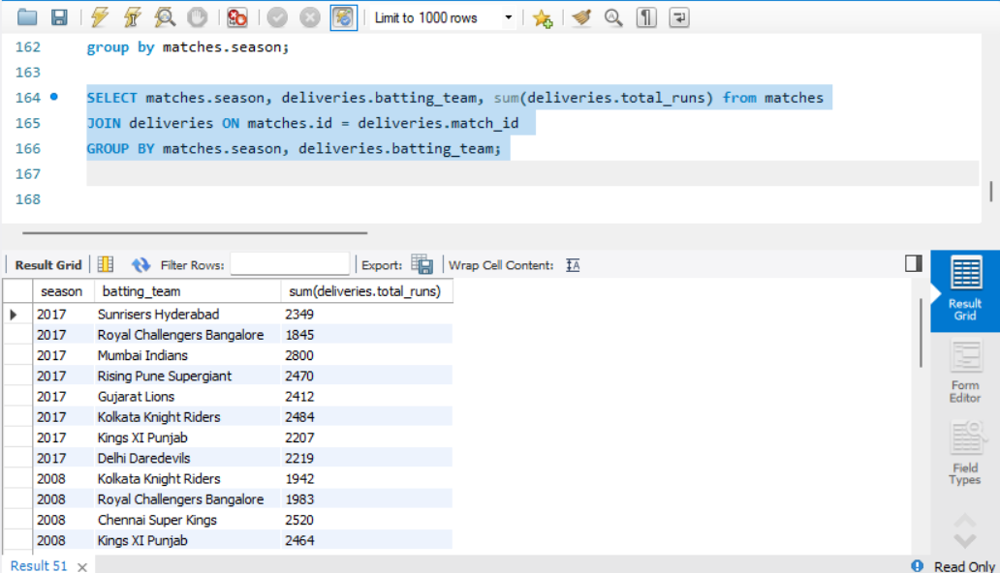 Limit to 1000 rows
162 group by matches.season;
163
164 SELECT matches.season, deliveries.batting_team, sum(deliveries.total_runs) from matches
165 JOIN deliveries ON matches.id = deliveries.match_id
166 GROUP BY matches.season, deliveries.batting_team;
167
168
Result Grid Filter Rows: Export: Wrap Cell Content:
season batting_team sum(deliveries.total_runs)
2017 Sunrisers Hyderabad 2349
2017 Royal Challengers Bangalore 1845
2017 Mumbai Indians 2800
2017 Rising Pune Supergiant 2470
2017 Gujarat Lions 2412
2017 Kolkata Knight Riders 2484
2017 Kings XI Punjab 2207
2017 Delhi Daredevils 2219
2008 Kolkata Knight Riders 1942
2008 Royal Challengers Bangalore 1983
2008 Chennai Super Kings 2520
2008 Kings XI Punjab 2464
Result
Grid
Form
Editor
Field
Types
Result 51
Read Only